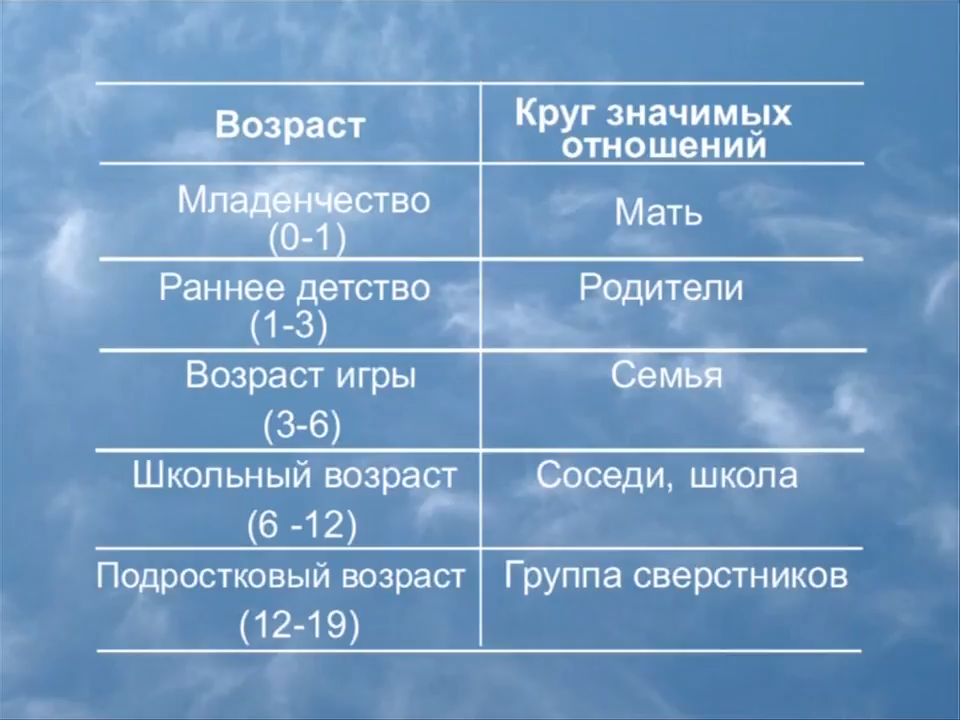 Возраст
Круг значимых
отношений
Младенчество
(0-1)
Мать
Раннее детство
(1-3)
Родители
Возраст игры
(3-6)
Семья
Школьный возраст
(6 -12)
Соседи, школа
Подростковый возраст
(12-19)
Группа сверстников